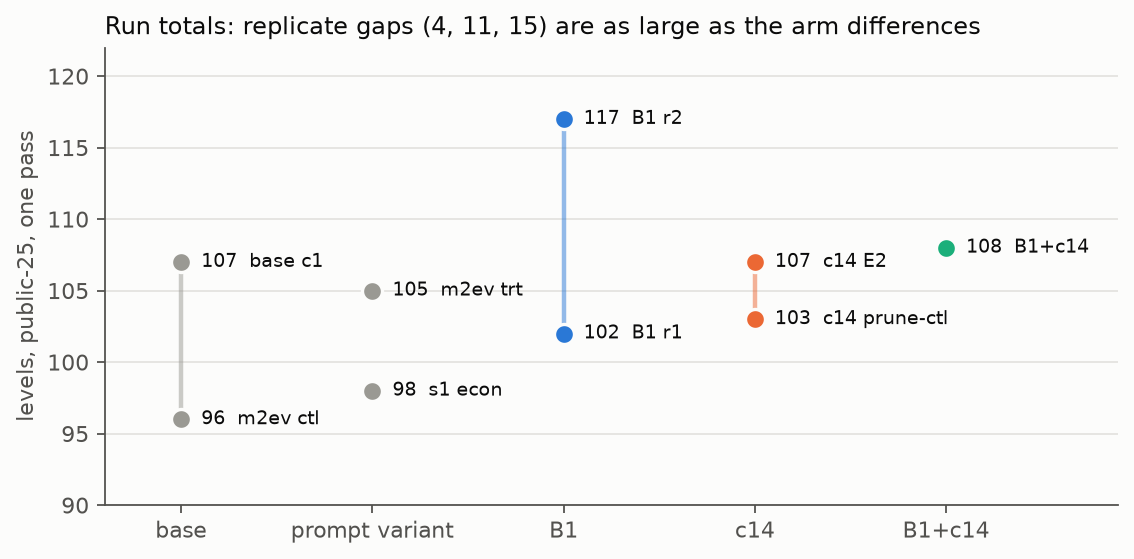 Run totals: replicate gaps (4, 11, 15) are as large as the arm differences
levels, public-25, one pass
120
115
110
105
100
95
90
117 B1 r2
108 B1+c14
107 base c1
107 c14 E2
105 m2ev trt
103 c14 prune-ctl
102 B1 r1
98 s1 econ
96 m2ev ctl
base
prompt variant
B1
c14
B1+c14